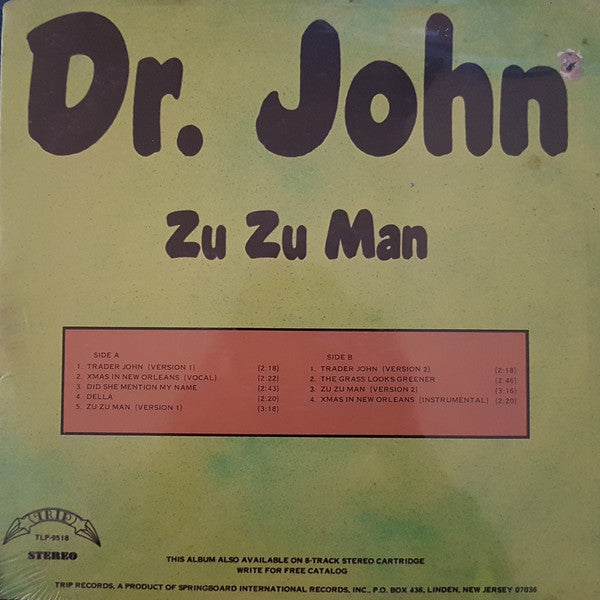 Dr. John
Zu Zu Man
SIDE A
1. TRADER JOHN (VERSION 1) (2:18)
2. XMAS IN NEW ORLEANS (VOCAL) (2:22)
3. DID SHE MENTION MY NAME (2:43)
4. DELLA (2:20)
5. ZU ZU MAN (VERSION 1) (3:18)
SIDE B
1. TRADER JOHN (VERSION 2) (2:18)
2. THE GRASS LOOKS GREENER (2:46)
3. ZU ZU MAN (VERSION 2) (3:16)
4. XMAS IN NEW ORLEANS (INSTRUMENTAL) (2:20)
TRIP
TLP-9518
STEREO
THIS ALBUM ALSO AVAILABLE ON 8-TRACK STEREO CARTRIDGE
WRITE FOR FREE CATALOG
TRIP RECORDS, A PRODUCT OF SPRINGBOARD INTERNATIONAL RECORDS, INC., P.O. BOX 436, LINDEN, NEW JERSEY 07036